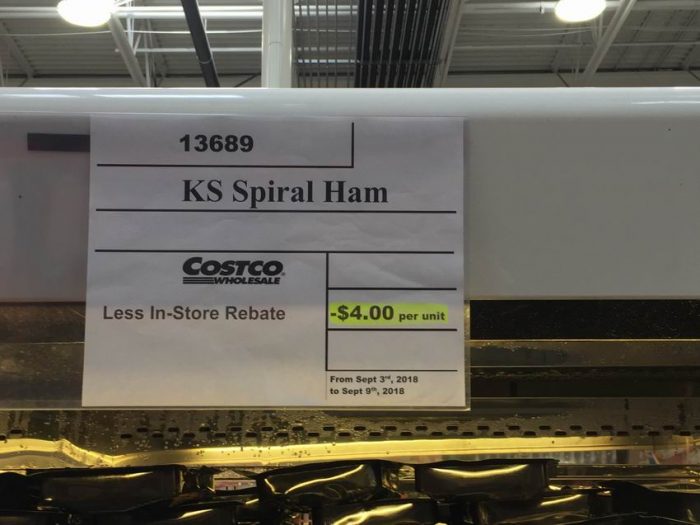 13689
KS Spiral Ham
COSTCO
WHOLESALE
Less In-Store Rebate
-$4.00 per unit
From Sept 3rd, 2018
to Sept 9th, 2018